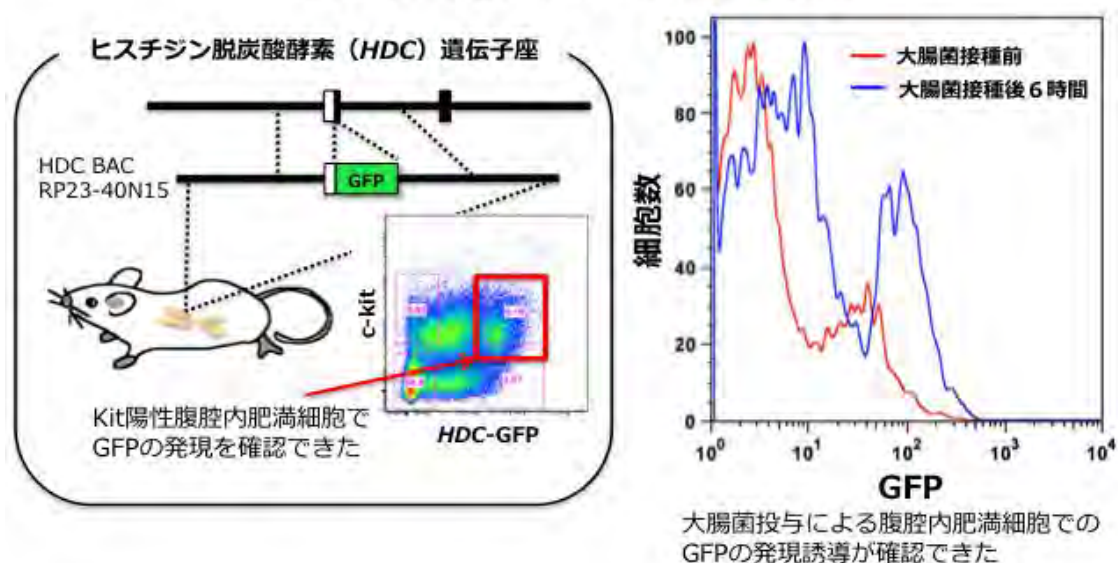 ヒスチジン脱炭酸酵素（HDC）遺伝子座
HDC BAC
RP23-40N15
GFP
c-kit
HDC-GFP
Kit陽性腹腔内肥満細胞で
GFPの発現を確認できた
大腸菌接種前
大腸菌接種後６時間
細胞数
100
80
60
40
20
0
10⁰ 10¹ 10² 10³ 10⁴
GFP
大腸菌投与による腹腔内肥満細胞での
GFPの発現誘導が確認できた